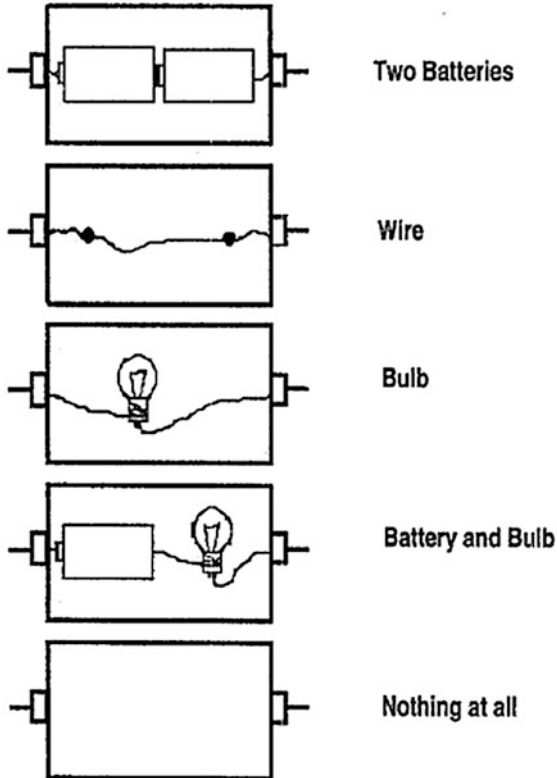 Two Batteries
Wire
Bulb
Battery and Bulb
Nothing at all